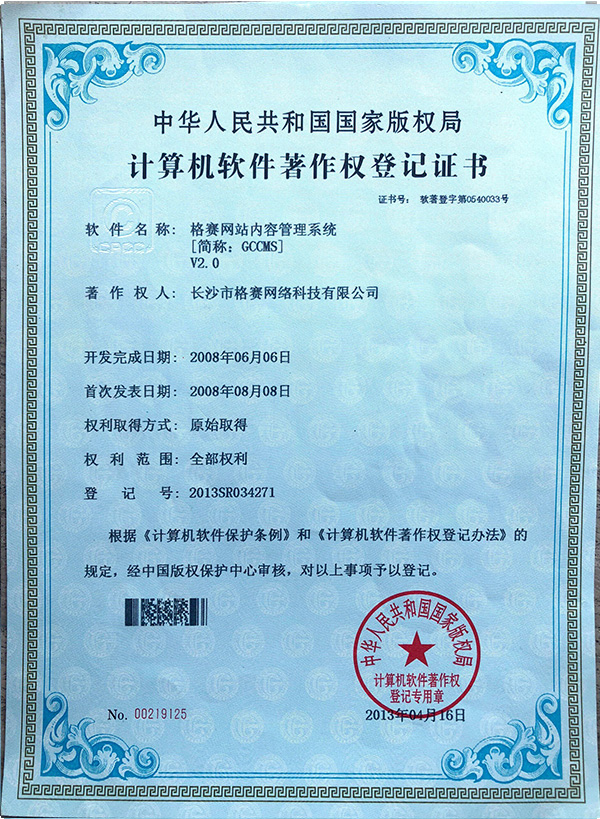 中华人民共和国国家版权局
计算机软件著作权登记证书
证书号： 软著登字第0540033号
软件名称： 格赛网站内容管理系统
[简称：GCCMS]
V2.0
著作权人： 长沙市格赛网络科技有限公司
开发完成日期： 2008年06月06日
首次发表日期： 2008年08月08日
权利取得方式： 原始取得
权利范围： 全部权利
登记号： 2013SR034271
根据《计算机软件保护条例》和《计算机软件著作权登记办法》的
规定，经中国版权保护中心审核，对以上事项予以登记。
中华人民共和国国家版权局
计算机软件著作权
登记专用章
No. 00219125
2013年04月16日